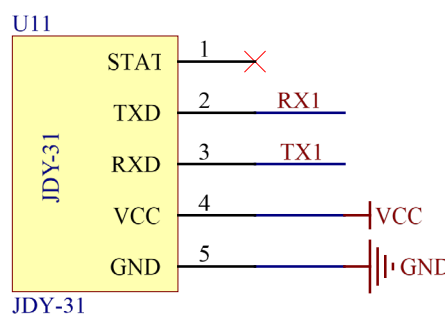 U11
STAT 1
TXD 2 RX1
RXD 3 TX1
JDY-31
VCC 4 VCC
GND 5 GND
JDY-31